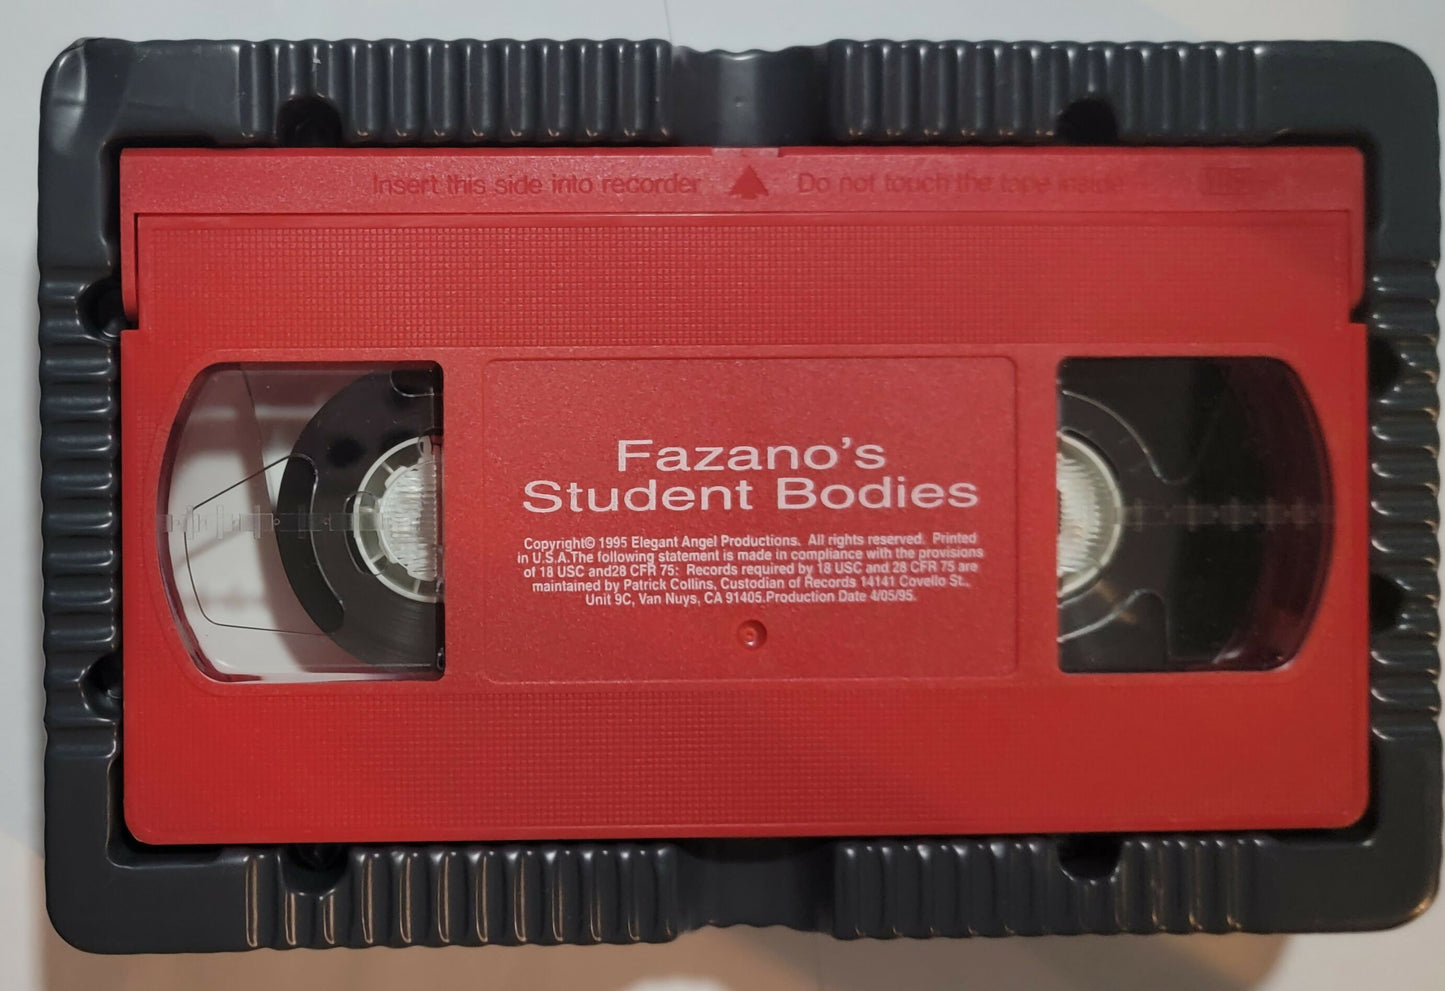 Insert this side into recorder Do not touch the tape inside
Fazano's
Student Bodies
Copyright© 1995 Elegant Angel Productions. All rights reserved. Printed
in U.S.A.The following statement is made in compliance with the provisions
of 18 USC and28 CFR 75: Records required by 18 USC and 28 CFR 75 are
maintained by Patrick Collins, Custodian of Records 14141 Covello St.,
Unit 9C, Van Nuys, CA 91405.Production Date 4/05/95.